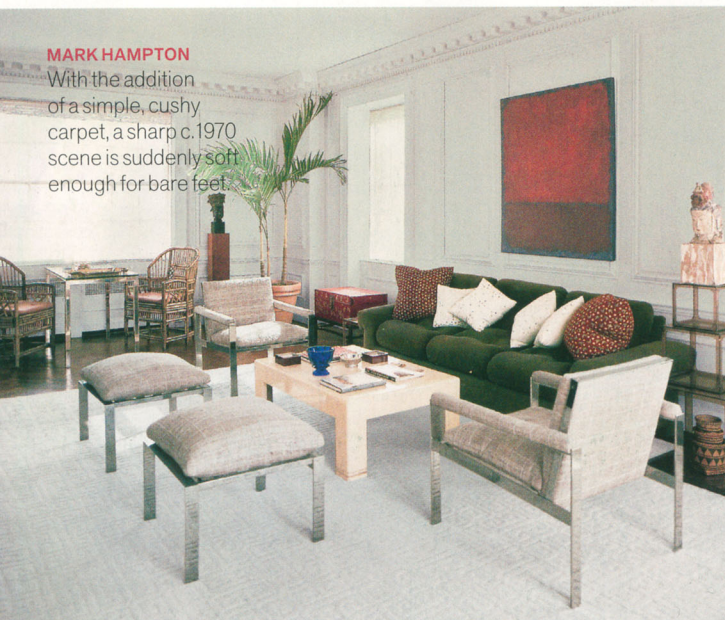 MARK HAMPTON
With the addition
of a simple, cushy
carpet, a sharp c.1970
scene is suddenly soft
enough for bare feet.